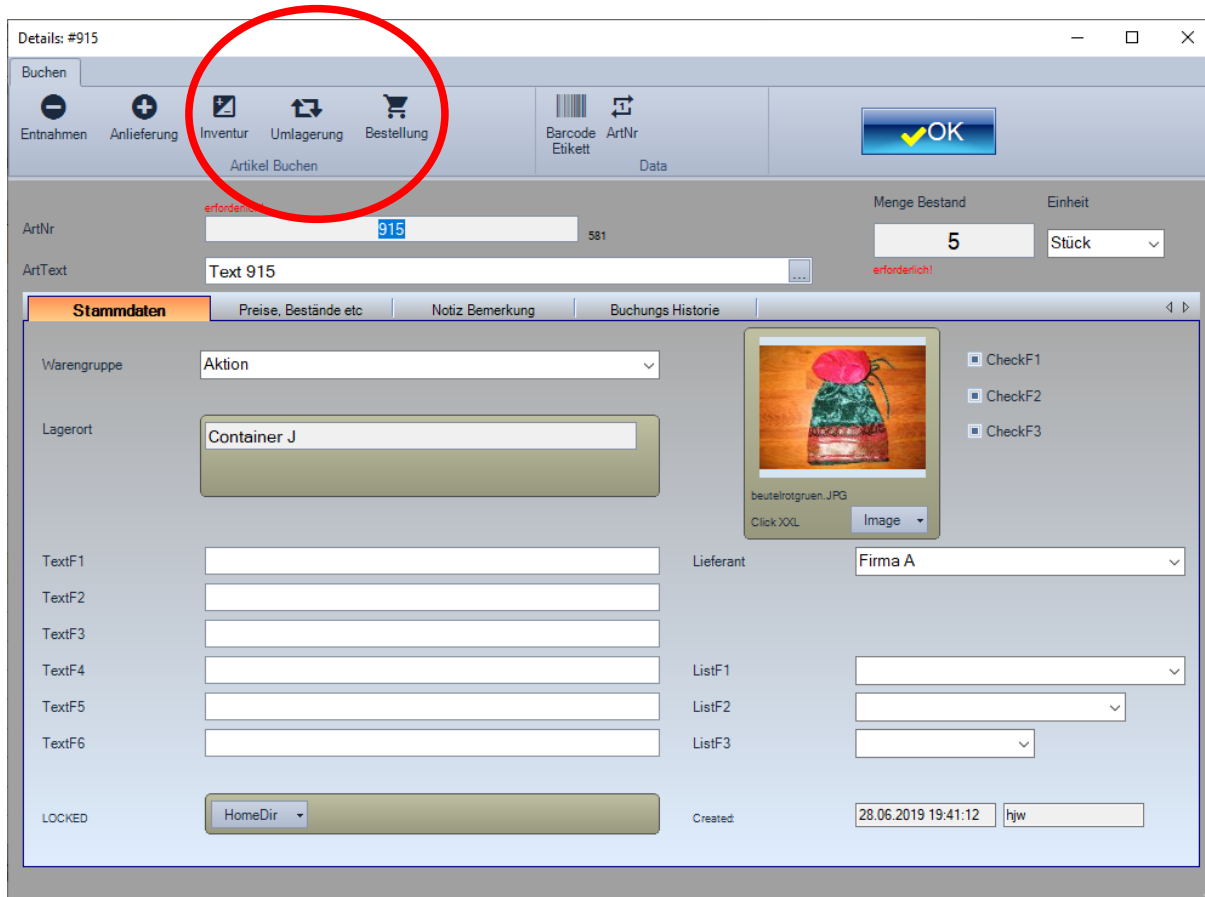 Details: #915
Buchen
Entnahmen Anlieferung Inventur Umlagerung Bestellung
Artikel Buchen
Barcode Etikett ArtNr
Data
OK
erforderlich!
ArtNr 915 581
Menge Bestand Einheit
5 Stück
erforderlich!
ArtText Text 915 ...
Stammdaten Preise, Bestände etc Notiz Bemerkung Buchungs Historie
Warengruppe Aktion
Lagerort Container J
beutelrotgruen.JPG
Click XXL Image
CheckF1
CheckF2
CheckF3
TextF1 Lieferant Firma A
TextF2
TextF3
TextF4 ListF1
TextF5 ListF2
TextF6 ListF3
LOCKED HomeDir Created: 28.06.2019 19:41:12 hjw